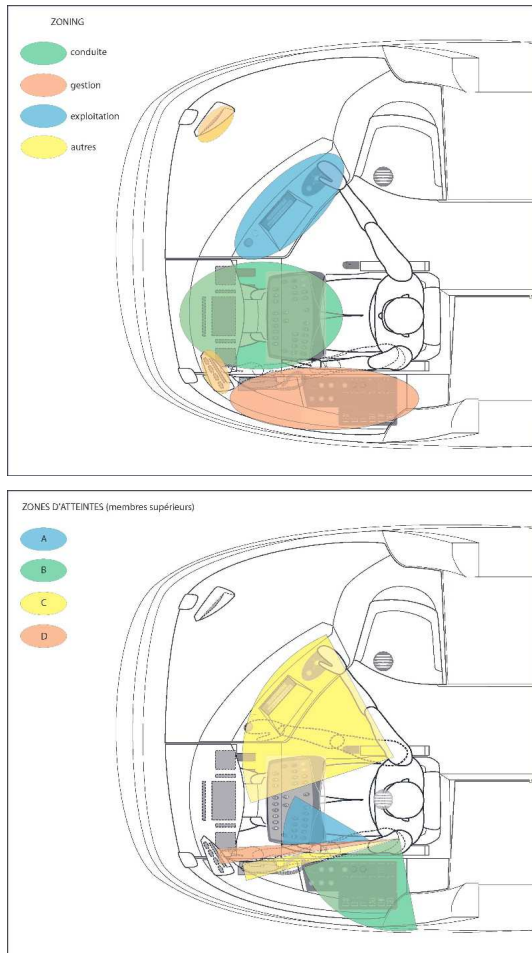 ZONING
conduite
gestion
exploitation
autres
ZONES D'ATTEINTES (membres supérieurs)
A
B
C
D